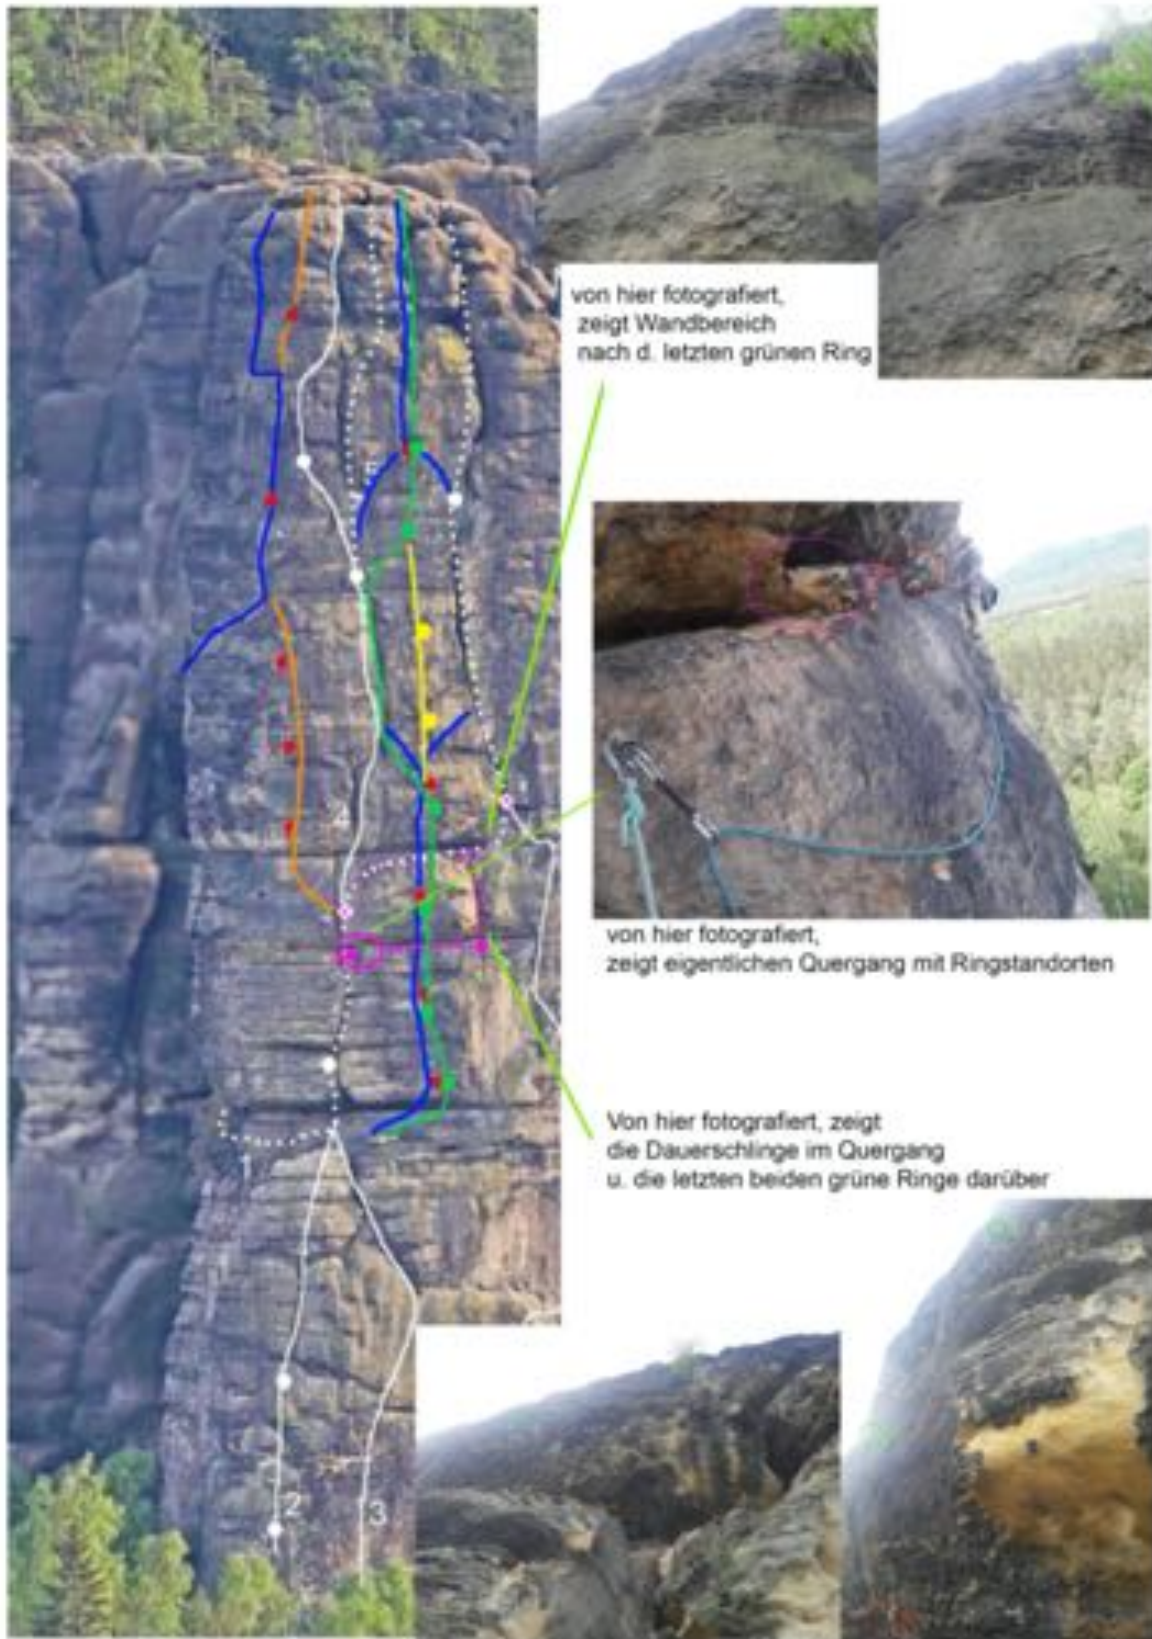 von hier fotografiert,
zeigt Wandbereich
nach d. letzten grünen Ring
von hier fotografiert,
zeigt eigentlichen Quergang mit Ringstandorten
Von hier fotografiert, zeigt
die Dauerschlinge im Quergang
u. die letzten beiden grüne Ringe darüber
1
2
3